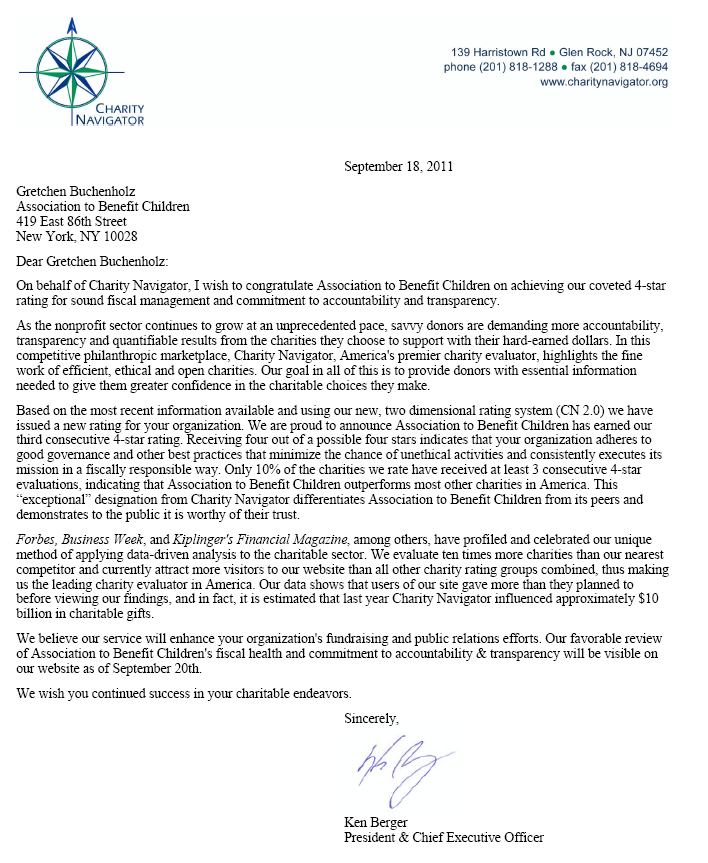 CHARITY
NAVIGATOR
139 Harristown Rd ● Glen Rock, NJ 07452
phone (201) 818-1288 ● fax (201) 818-4694
www.charitynavigator.org
September 18, 2011
Gretchen Buchenholz
Association to Benefit Children
419 East 86th Street
New York, NY 10028
Dear Gretchen Buchenholz:
On behalf of Charity Navigator, I wish to congratulate Association to Benefit Children on achieving our coveted 4-star
rating for sound fiscal management and commitment to accountability and transparency.
As the nonprofit sector continues to grow at an unprecedented pace, savvy donors are demanding more accountability,
transparency and quantifiable results from the charities they choose to support with their hard-earned dollars. In this
competitive philanthropic marketplace, Charity Navigator, America's premier charity evaluator, highlights the fine
work of efficient, ethical and open charities. Our goal in all of this is to provide donors with essential information
needed to give them greater confidence in the charitable choices they make.
Based on the most recent information available and using our new, two dimensional rating system (CN 2.0) we have
issued a new rating for your organization. We are proud to announce Association to Benefit Children has earned our
third consecutive 4-star rating. Receiving four out of a possible four stars indicates that your organization adheres to
good governance and other best practices that minimize the chance of unethical activities and consistently executes its
mission in a fiscally responsible way. Only 10% of the charities we rate have received at least 3 consecutive 4-star
evaluations, indicating that Association to Benefit Children outperforms most other charities in America. This
“exceptional” designation from Charity Navigator differentiates Association to Benefit Children from its peers and
demonstrates to the public it is worthy of their trust.
Forbes, Business Week, and Kiplinger's Financial Magazine, among others, have profiled and celebrated our unique
method of applying data-driven analysis to the charitable sector. We evaluate ten times more charities than our nearest
competitor and currently attract more visitors to our website than all other charity rating groups combined, thus making
us the leading charity evaluator in America. Our data shows that users of our site gave more than they planned to
before viewing our findings, and in fact, it is estimated that last year Charity Navigator influenced approximately $10
billion in charitable gifts.
We believe our service will enhance your organization's fundraising and public relations efforts. Our favorable review
of Association to Benefit Children's fiscal health and commitment to accountability & transparency will be visible on
our website as of September 20th.
We wish you continued success in your charitable endeavors.
Sincerely,
Ken Berger
President & Chief Executive Officer